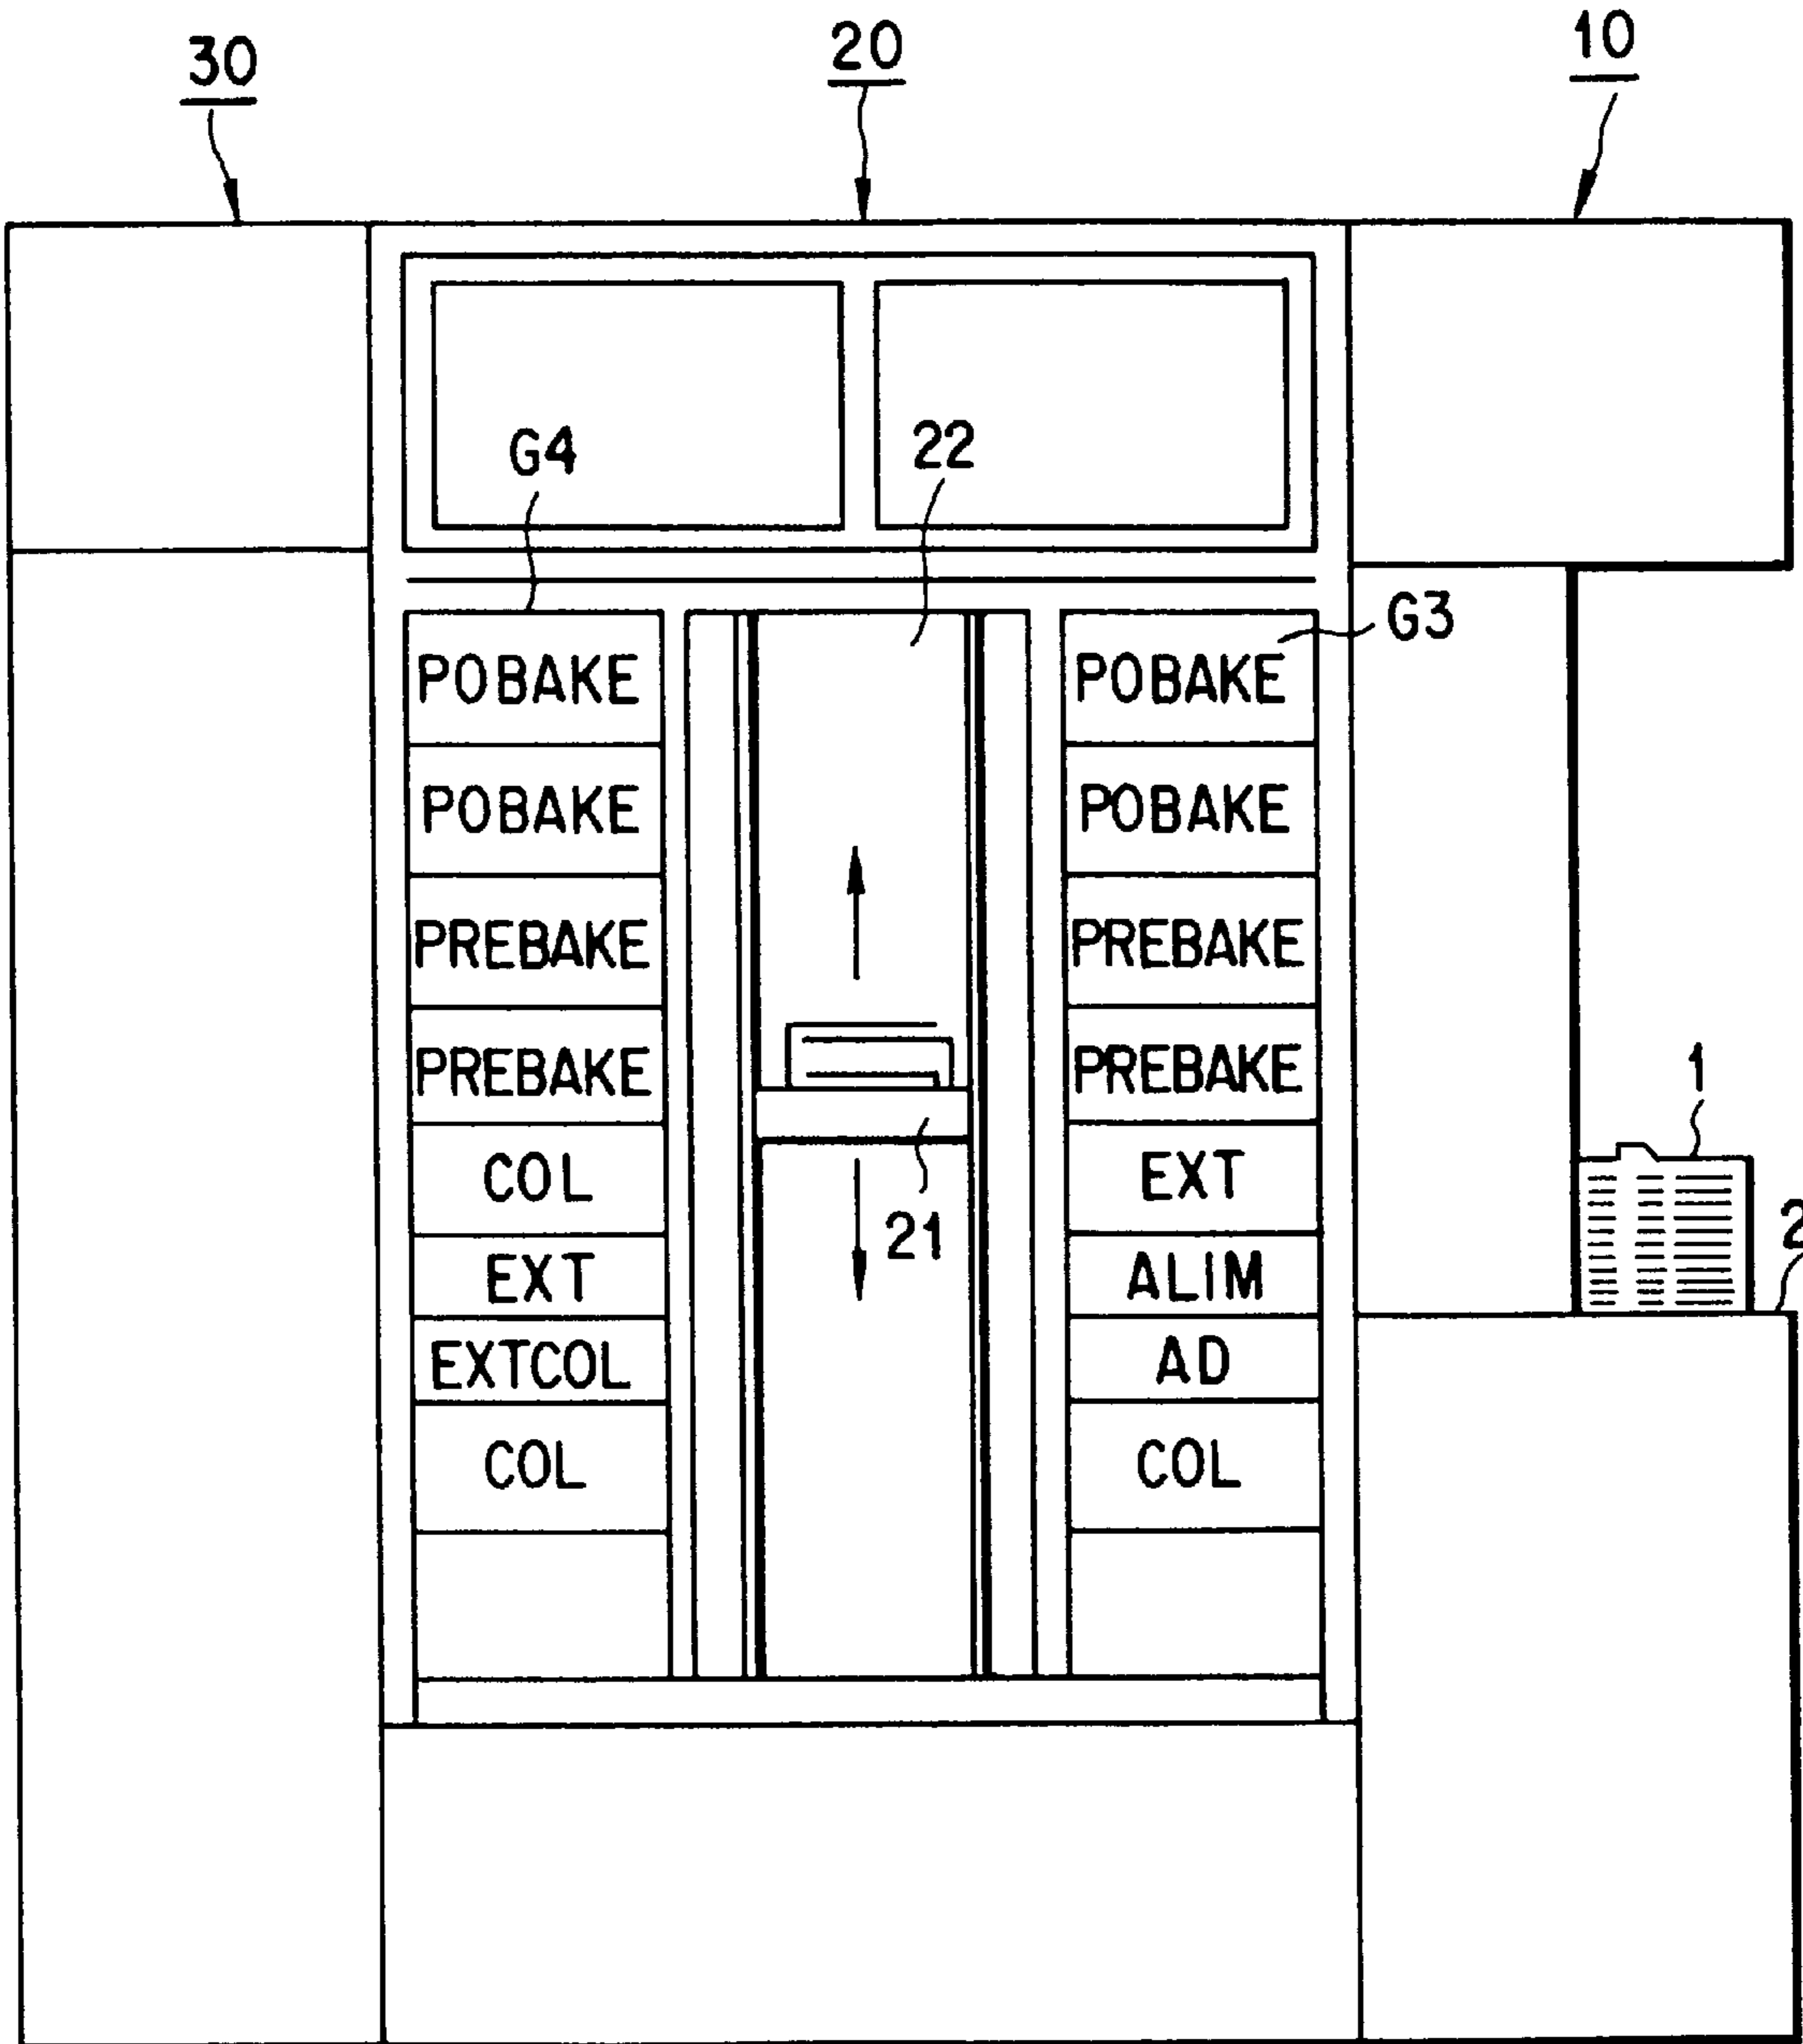 30 20 10
G4 22
G3
POBAKE POBAKE
POBAKE POBAKE
PREBAKE PREBAKE
PREBAKE PREBAKE
1
COL EXT
21 2
EXT ALIM
EXTCOL AD
COL COL